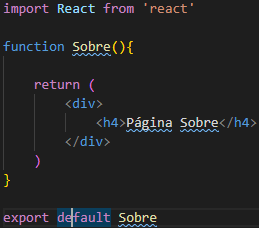 import React from 'react'
function Sobre(){
return (
<div>
<h4>Página Sobre</h4>
</div>
)
}
export default Sobre